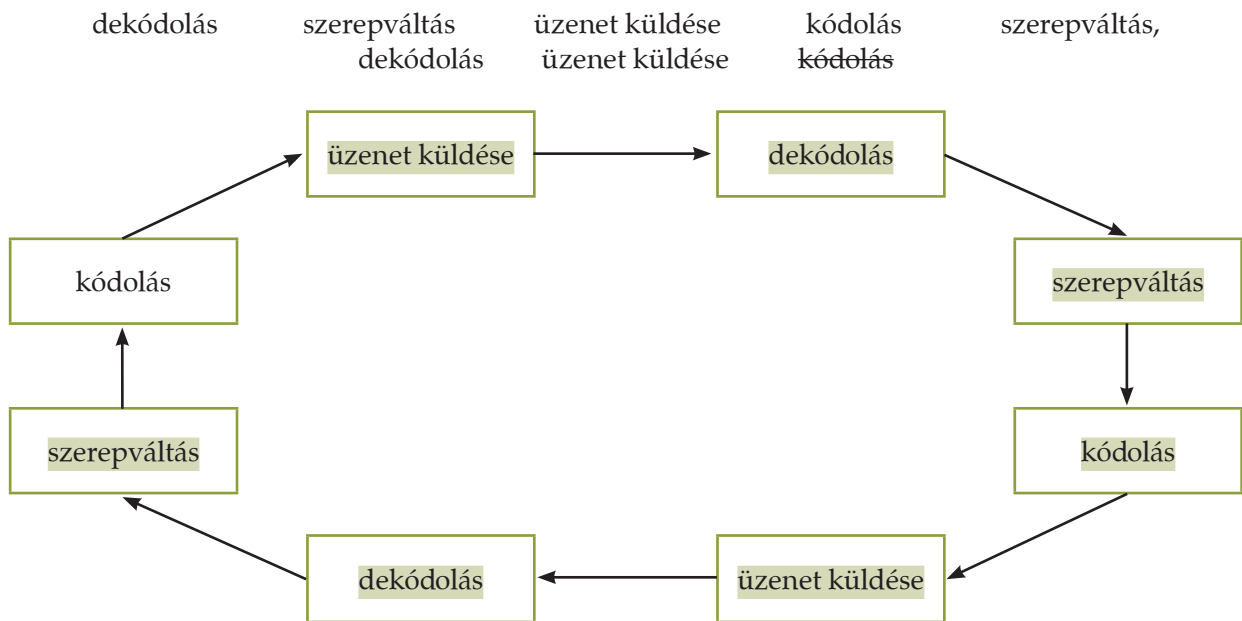 dekódolás szerepváltás üzenet küldése kódolás szerepváltás,
dekódolás üzenet küldése kódolás
üzenet küldése
dekódolás
kódolás
szerepváltás
szerepváltás
kódolás
dekódolás
üzenet küldése